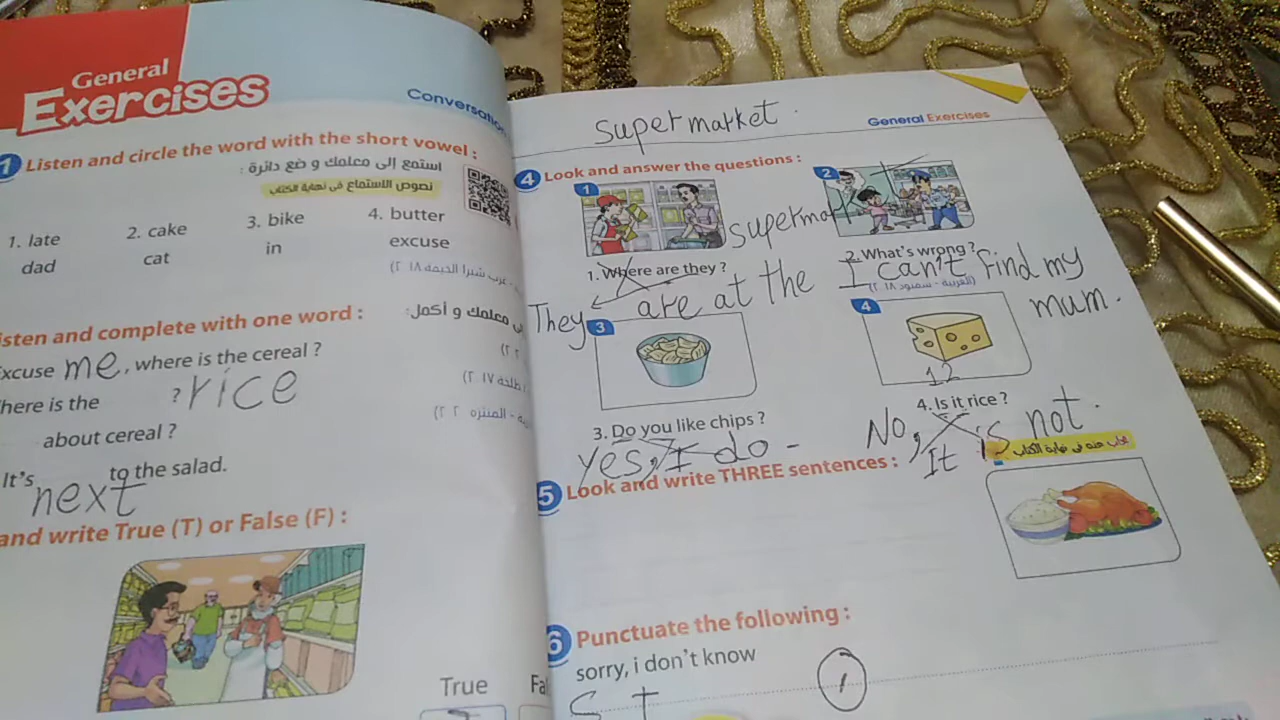 General
Exercises
Conversation
1 Listen and circle the word with the short vowel :
استمع إلى معلمك و ضع دائرة :
نصوص الاستماع فى نهاية الكتاب
1. late
2. cake
3. bike
4. butter
dad
cat
in
excuse
isten and complete with one word :
xcuse me, where is the cereal ?
here is the ? rice
about cereal ?
It's to the salad.
next
and write True (T) or False (F) :
True
supermarket.
General Exercises
4 Look and answer the questions :
1
2
supermar
1. Where are they ?
2. What's wrong ?
They are at the
I can't find my
mum.
3
4
12
3. Do you like chips ?
4. Is it rice ?
yes, I do -
No, It is not.
5 Look and write THREE sentences :
6 Punctuate the following :
sorry, i don't know
1
S I